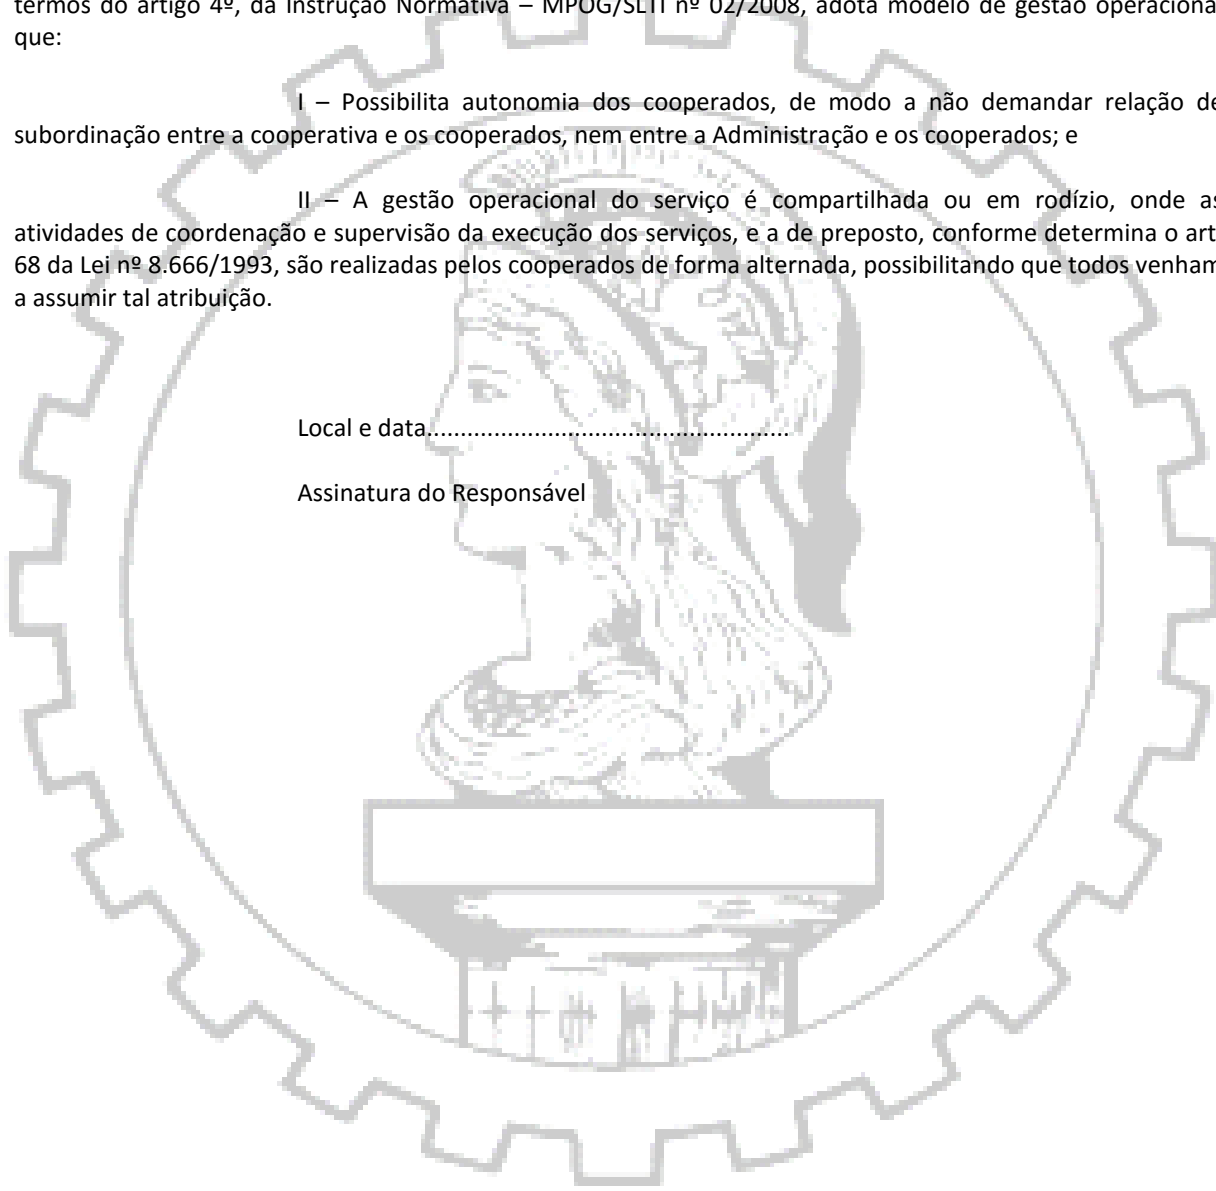 termos do artigo 4º, da Instrução Normativa – MPOG/SLTI nº 02/2008, adota modelo de gestão operacional
que:
I – Possibilita autonomia dos cooperados, de modo a não demandar relação de
subordinação entre a cooperativa e os cooperados, nem entre a Administração e os cooperados; e
II – A gestão operacional do serviço é compartilhada ou em rodízio, onde as
atividades de coordenação e supervisão da execução dos serviços, e a de preposto, conforme determina o art.
68 da Lei nº 8.666/1993, são realizadas pelos cooperados de forma alternada, possibilitando que todos venham
a assumir tal atribuição.
Local e data......................................................
Assinatura do Responsável